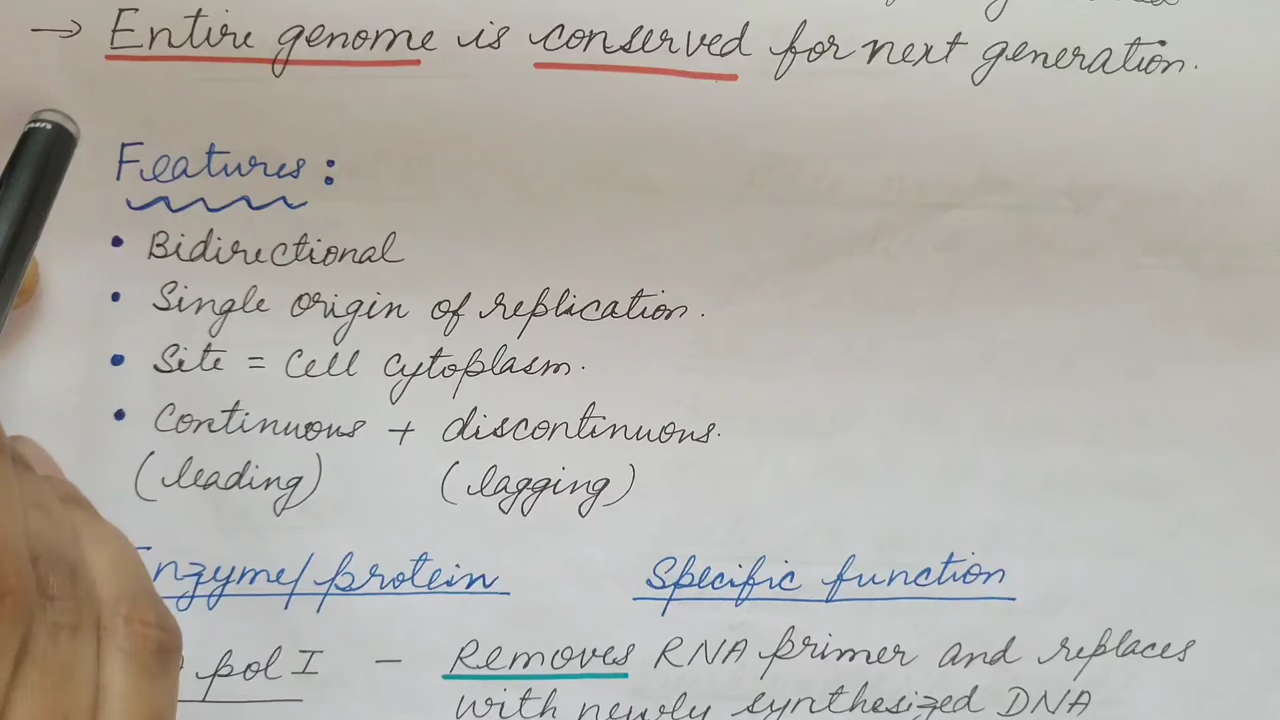 → Entire genome is conserved for next generation.
Features:
• Bidirectional
• Single origin of replication.
• Site = Cell cytoplasm.
• Continuous + discontinuous.
(leading) (lagging)
nzyme/protein Specific function
pol I – Removes RNA primer and replaces
with newly synthesized DNA